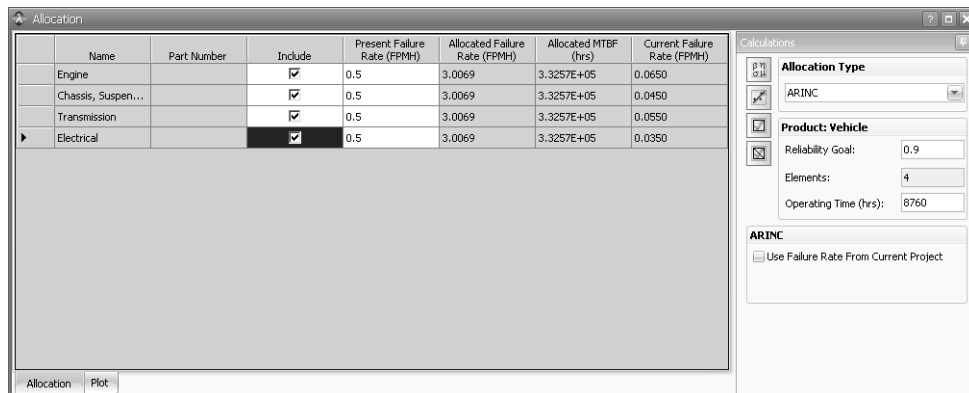 Allocation
Name Part Number Include Present Failure Rate (FPMH) Allocated Failure Rate (FPMH) Allocated MTBF (hrs) Current Failure Rate (FPMH)
Engine 0.5 3.0069 3.3257E+05 0.0650
Chassis, Suspen... 0.5 3.0069 3.3257E+05 0.0450
Transmission 0.5 3.0069 3.3257E+05 0.0550
Electrical 0.5 3.0069 3.3257E+05 0.0350
Allocation Plot
Calculations
Allocation Type
ARINC
Product: Vehicle
Reliability Goal: 0.9
Elements: 4
Operating Time (hrs): 8760
ARINC
Use Failure Rate From Current Project